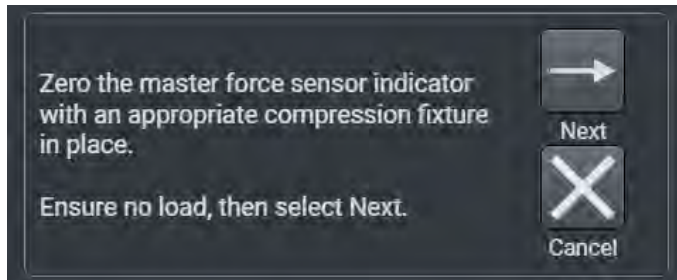 Zero the master force sensor indicator
with an appropriate compression fixture
in place.
Ensure no load, then select Next.
Next
Cancel